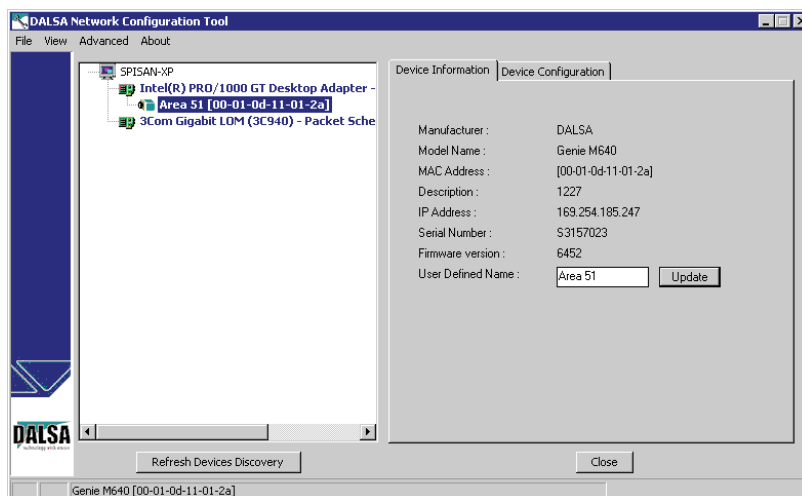 DALSA Network Configuration Tool
File View Advanced About
SPISAN-XP
Intel(R) PRO/1000 GT Desktop Adapter -
Area 51 [00-01-0d-11-01-2a]
3Com Gigabit LOM (3C940) - Packet Sche
Device Information Device Configuration
Manufacturer : DALSA
Model Name : Genie M640
MAC Address : [00-01-0d-11-01-2a]
Description : 1227
IP Address : 169.254.185.247
Serial Number : S3157023
Firmware version : 6452
User Defined Name : Area 51 Update
DALSA
Refresh Devices Discovery Close
Genie M640 [00-01-0d-11-01-2a]